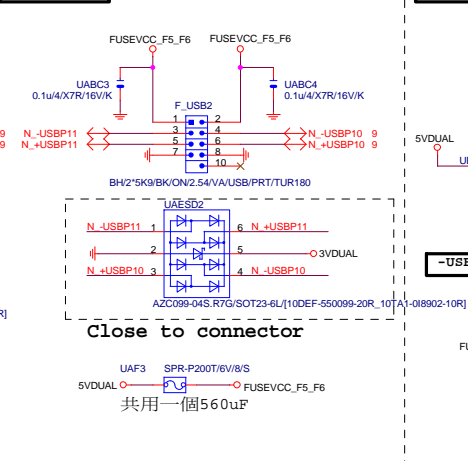 FUSEVCC_F5_F6 FUSEVCC_F5_F6
UABC3
0.1u/4/X7R/16V/K
UABC4
0.1u/4/X7R/16V/K
F_USB2
1 2
9 N_-USBP11 3 4 N_-USBP10 9
9 N_+USBP11 5 6 N_+USBP10 9
7 8
10
BH/2*5K9/BK/ON/2.54/VA/USB/PRT/TUR180
5VDUAL
UAESD2
N_-USBP11 1 6 N_+USBP11
2 5 3VDUAL
N_+USBP10 3 4 N_-USBP10
AZC099-04S.R7G/SOT23-6L/[10DEF-550099-20R_10TA1-0I8902-10R]
R]
Close to connector
UAF3 SPR-P200T/6V/8/S
5VDUAL FUSEVCC_F5_F6
共用一個560uF
-USB
FU